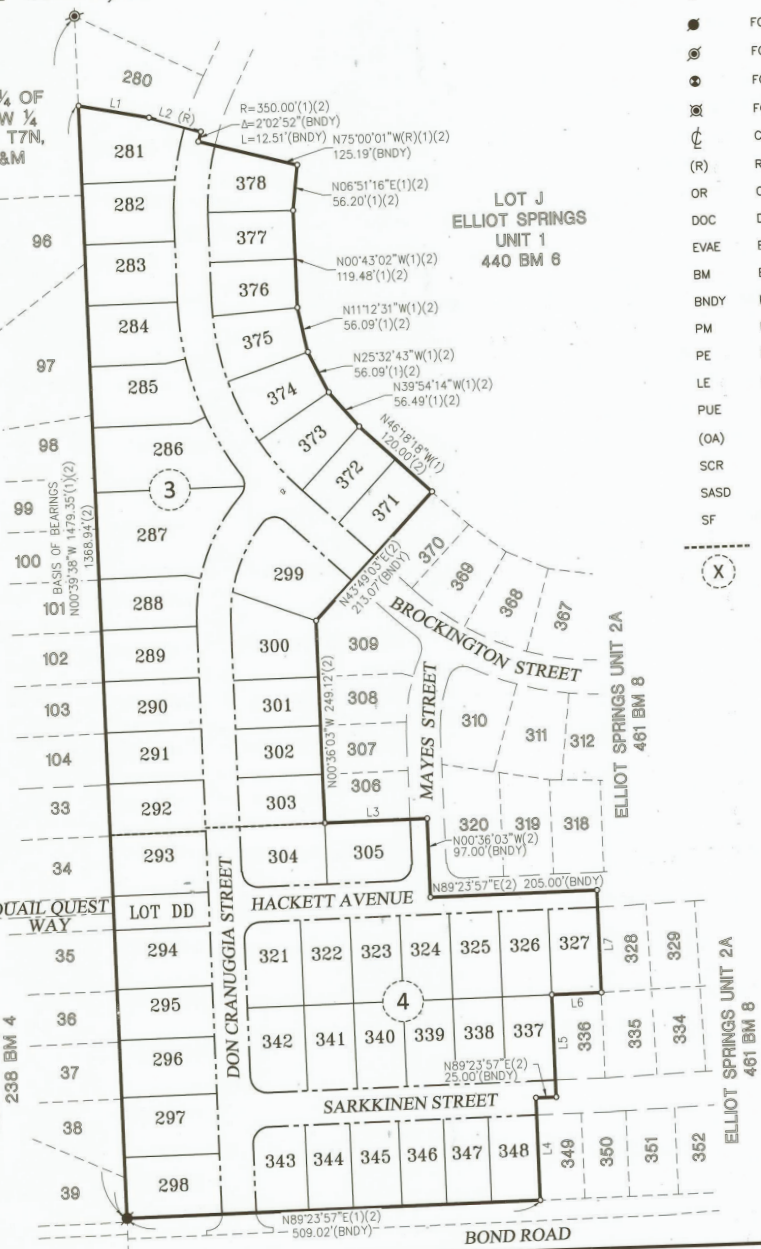 280
¼ OF
W ¼
T7N,
&M
L1
L2 (R)
R=350.00'(1)(2)
Δ=2°02'52"(BNDY)
L=12.51'(BNDY)
N75°00'01"W(R)(1)(2)
125.19'(BNDY)
N06°51'16"E(1)(2)
56.20'(1)(2)
N00°43'02"W(1)(2)
119.48'(1)(2)
N11°12'31"W(1)(2)
56.09'(1)(2)
N25°32'43"W(1)(2)
56.09'(1)(2)
N39°54'14"W(1)(2)
56.49'(1)(2)
N46°18'18"W(1)
120.00'(2)
LOT J
ELLIOT SPRINGS
UNIT 1
440 BM 6
FO
FO
FO
FO
℄
(R) R
OR
DOC
EVAE
BM
BNDY
PM
PE
LE
PUE
(OA)
SCR
SASD
SF
X
281
282
283
284
285
286
3
287
288
289
290
291
292
293
LOT DD
294
295
296
297
298
378
377
376
375
374
373
372
371
299
300
301
302
303
304
305
96
97
98
99
100
101
102
103
104
33
34
QUAIL QUEST
WAY
35
36
37
38
39
238 BM 4
BASIS OF BEARINGS
N00°39'38"W 1479.35'(1)(2)
1368.94'(2)
N43°49'03"E(2)
213.07'(BNDY)
370
369
368
367
BROCKINGTON STREET
309
308
307
306
N00°36'03"W 249.12'(2)
L3
MAYES STREET
310
311
312
320
319
318
ELLIOT SPRINGS UNIT 2A
461 BM 8
N00°36'03"W(2)
97.00'(BNDY)
N89°23'57"E(2) 205.00'(BNDY)
HACKETT AVENUE
DON CRANUGGIA STREET
321
322
323
324
325
326
327
L7
328
329
4
342
341
340
339
338
337
L6
L5
336
335
334
ELLIOT SPRINGS UNIT 2A
461 BM 8
N89°23'57"E(2)
25.00'(BNDY)
SARKKINEN STREET
343
344
345
346
347
348
L4
349
350
351
352
N89°23'57"E(1)(2)
509.02'(BNDY)
BOND ROAD